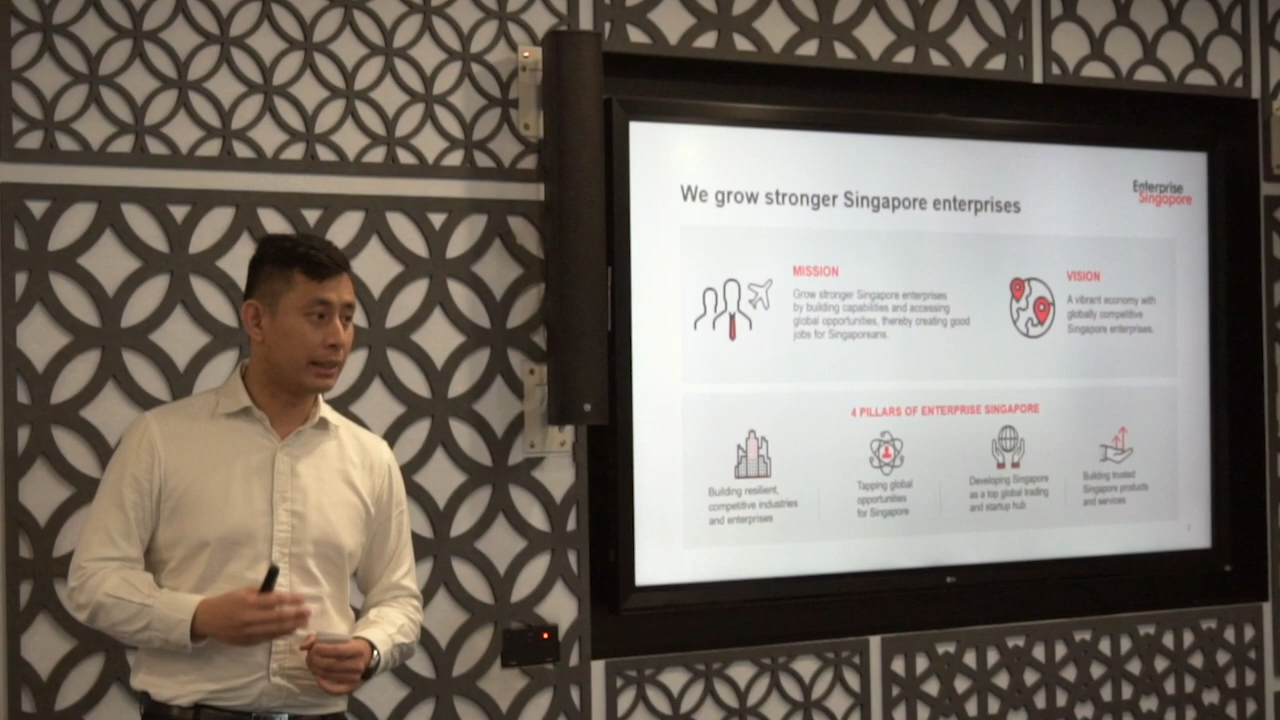 We grow stronger Singapore enterprises
Enterprise
Singapore
MISSION
Grow stronger Singapore enterprises
by building capabilities and accessing
global opportunities, thereby creating good
jobs for Singaporeans.
VISION
A vibrant economy with
globally competitive
Singapore enterprises.
4 PILLARS OF ENTERPRISE SINGAPORE
Building resilient,
competitive industries
and enterprises
Tapping global
opportunities
for Singapore
Developing Singapore
as a top global trading
and startup hub
Building trusted
Singapore products
and services